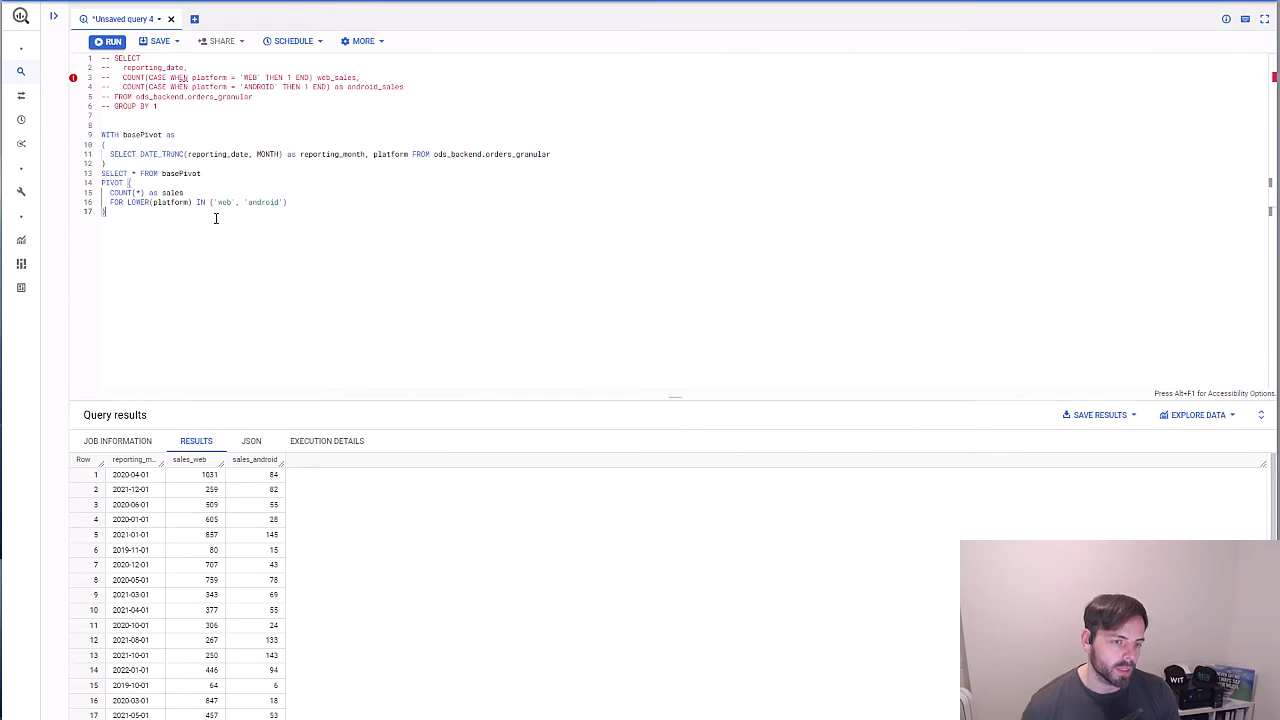 *Unsaved query 4
RUN SAVE SHARE SCHEDULE MORE
1 -- SELECT
2 -- reporting_date,
3 -- COUNT(CASE WHEN platform = 'WEB' THEN 1 END) web_sales,
4 -- COUNT(CASE WHEN platform = 'ANDROID' THEN 1 END) as android_sales
5 -- FROM ods_backend.orders_granular
6 -- GROUP BY 1
7
8
9 WITH basePivot as
10 (
11 SELECT DATE_TRUNC(reporting_date, MONTH) as reporting_month, platform FROM ods_backend.orders_granular
12 )
13 SELECT * FROM basePivot
14 PIVOT (
15 COUNT(*) as sales
16 FOR LOWER(platform) IN ('web', 'android')
17 )
Press Alt+F1 for Accessibility Options.
Query results SAVE RESULTS EXPLORE DATA
JOB INFORMATION RESULTS JSON EXECUTION DETAILS
Row reporting_m... sales_web sales_android
1 2020-04-01 1031 84
2 2021-12-01 259 82
3 2020-06-01 509 55
4 2020-01-01 605 28
5 2021-01-01 857 145
6 2019-11-01 80 15
7 2020-12-01 707 43
8 2020-05-01 759 78
9 2021-03-01 343 69
10 2021-04-01 377 55
11 2020-10-01 306 24
12 2021-08-01 267 133
13 2021-10-01 250 143
14 2022-01-01 446 94
15 2019-10-01 64 6
16 2020-03-01 847 18
17 2021-05-01 457 53
WIT